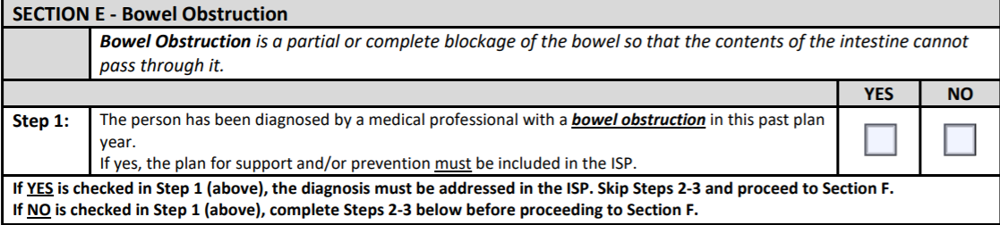 SECTION E - Bowel Obstruction
Bowel Obstruction is a partial or complete blockage of the bowel so that the contents of the intestine cannot
pass through it.
YES NO
Step 1: The person has been diagnosed by a medical professional with a bowel obstruction in this past plan
year.
If yes, the plan for support and/or prevention must be included in the ISP.
If YES is checked in Step 1 (above), the diagnosis must be addressed in the ISP. Skip Steps 2-3 and proceed to Section F.
If NO is checked in Step 1 (above), complete Steps 2-3 below before proceeding to Section F.